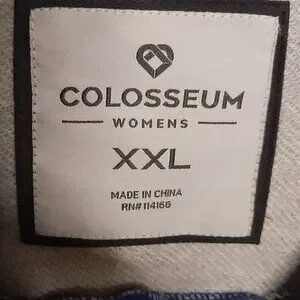 COLOSSEUM
WOMENS
XXL
MADE IN CHINA
RN# 114166